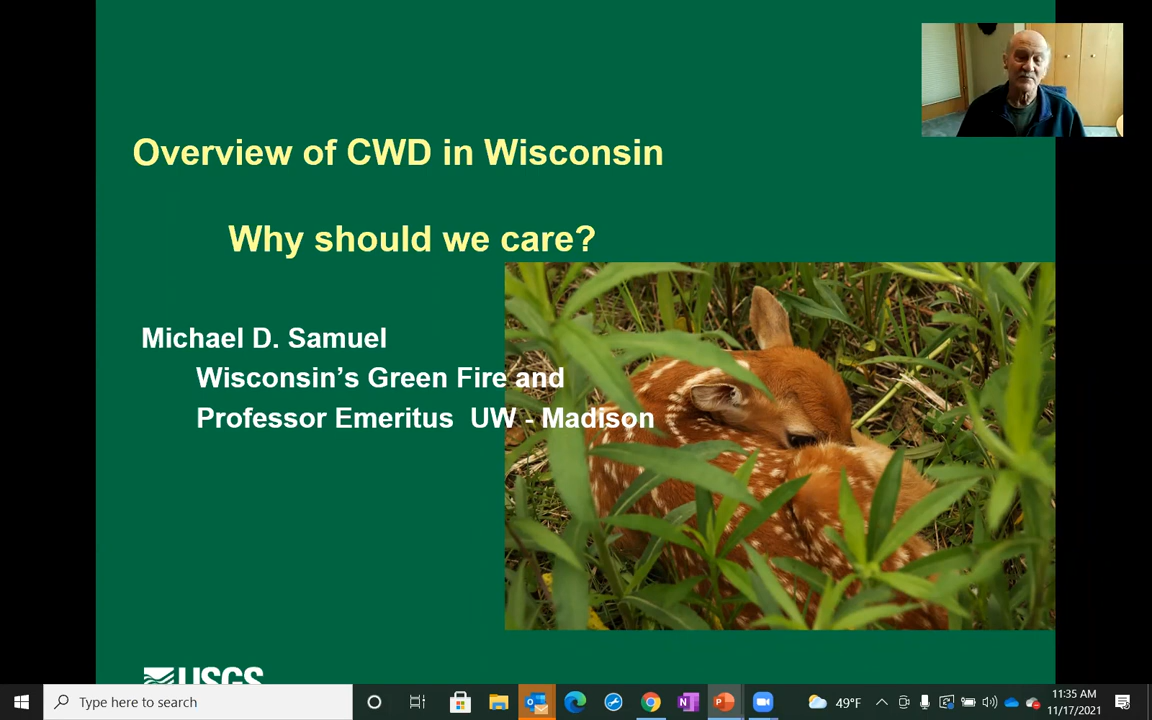 Overview of CWD in Wisconsin
Why should we care?
Michael D. Samuel
Wisconsin's Green Fire and
Professor Emeritus UW - Madison
USGS
Type here to search
49°F
11:35 AM
11/17/2021